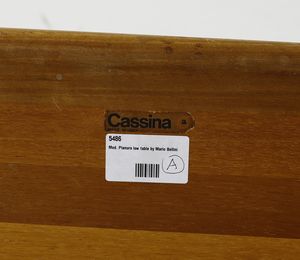 Cassina a
5486
Mod. Pianura low table by Mario Bellini
A